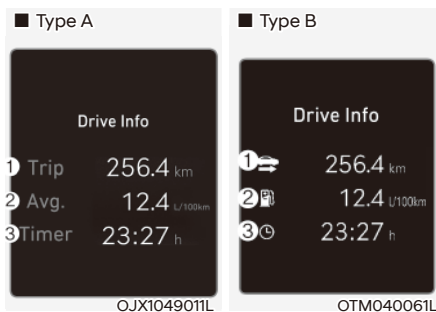 ■ Type A
Drive Info
1 Trip 256.4 km
2 Avg. 12.4 L/100km
3 Timer 23:27 h
OJX1049011L
■ Type B
Drive Info
1 256.4 km
2 12.4 L/100km
3 23:27 h
OTM040061L